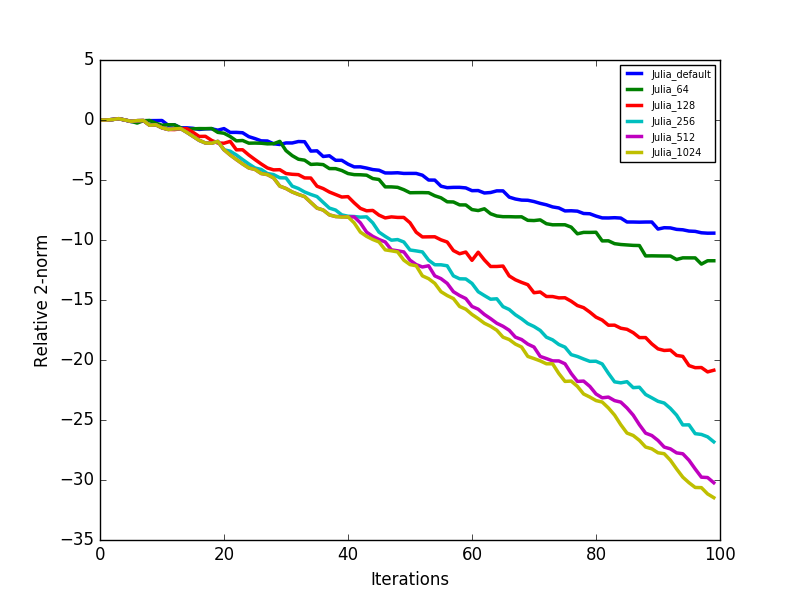 5
0
−5
−10
−15
−20
−25
−30
−35
Relative 2-norm
Julia_default
Julia_64
Julia_128
Julia_256
Julia_512
Julia_1024
0 20 40 60 80 100
Iterations